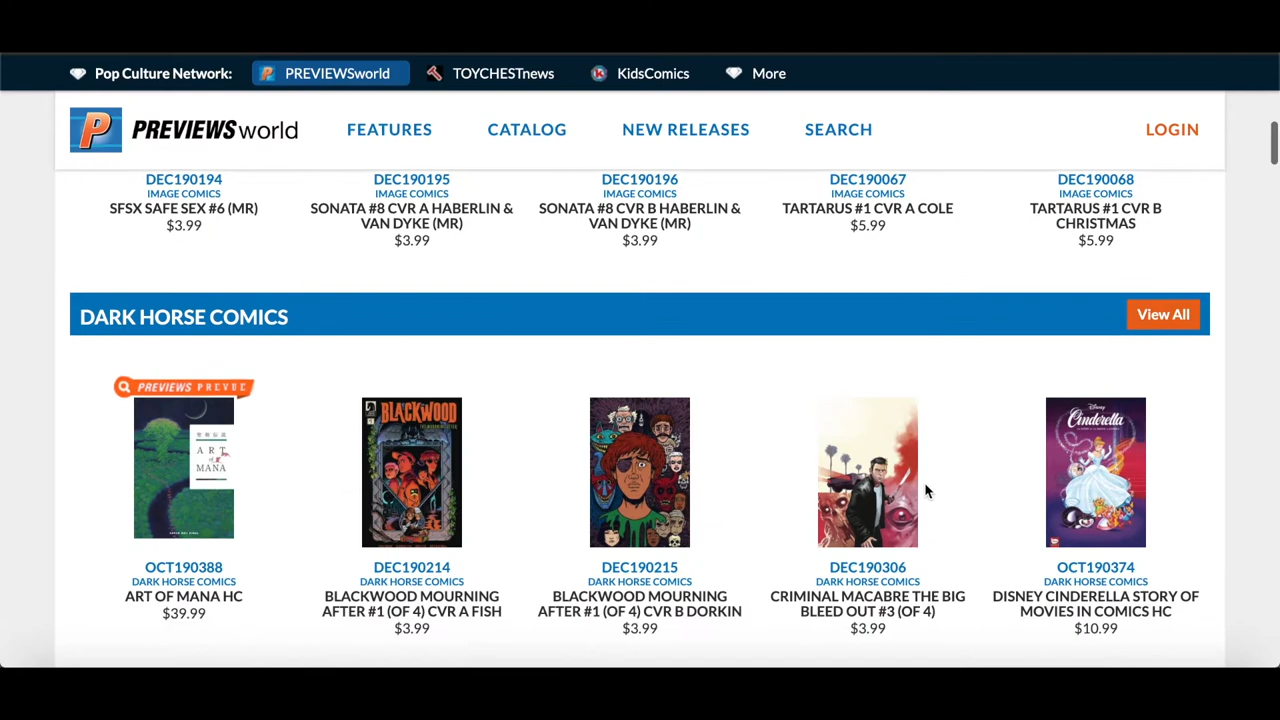 Pop Culture Network: PREVIEWSworld TOYCHESTnews KidsComics More
P PREVIEWSworld FEATURES CATALOG NEW RELEASES SEARCH LOGIN
DEC190194 DEC190195 DEC190196 DEC190067 DEC190068
IMAGE COMICS IMAGE COMICS IMAGE COMICS IMAGE COMICS IMAGE COMICS
SFSX SAFE SEX #6 (MR) SONATA #8 CVR A HABERLIN & SONATA #8 CVR B HABERLIN & TARTARUS #1 CVR A COLE TARTARUS #1 CVR B
$3.99 VAN DYKE (MR) VAN DYKE (MR) $5.99 CHRISTMAS
$3.99 $3.99 $5.99
DARK HORSE COMICS View All
PREVIEWS PREVUE
BLACKWOOD
Disney
Cinderella
ART
of
MANA
OCT190388 DEC190214 DEC190215 DEC190306 OCT190374
DARK HORSE COMICS DARK HORSE COMICS DARK HORSE COMICS DARK HORSE COMICS DARK HORSE COMICS
ART OF MANA HC BLACKWOOD MOURNING BLACKWOOD MOURNING CRIMINAL MACABRE THE BIG DISNEY CINDERELLA STORY OF
$39.99 AFTER #1 (OF 4) CVR A FISH AFTER #1 (OF 4) CVR B DORKIN BLEED OUT #3 (OF 4) MOVIES IN COMICS HC
$3.99 $3.99 $3.99 $10.99